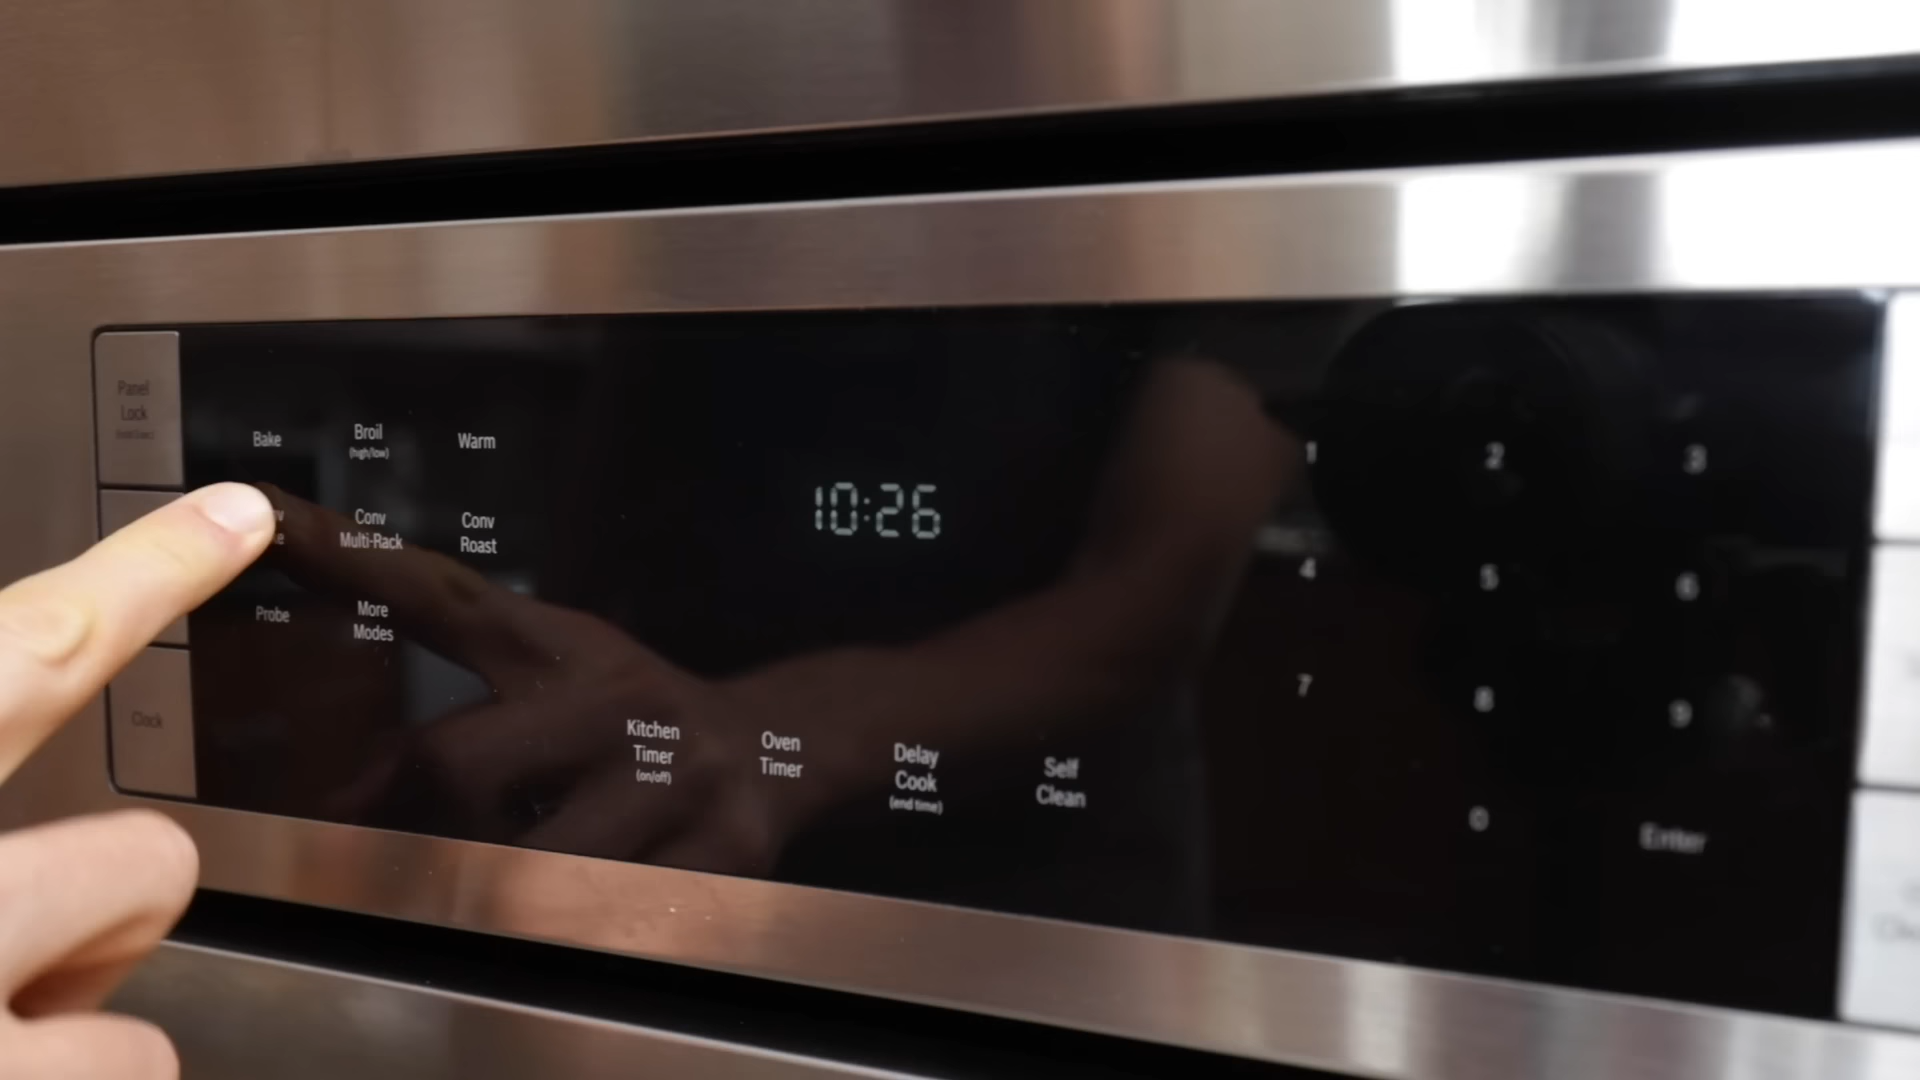 Panel
Lock
Bake
Broil
(high/low)
Warm
Conv
Multi-Rack
Conv
Roast
Probe
More
Modes
Clock
10:26
Kitchen
Timer
(on/off)
Oven
Timer
Delay
Cook
(end time)
Self
Clean
1
2
3
4
5
6
7
8
9
0
Enter